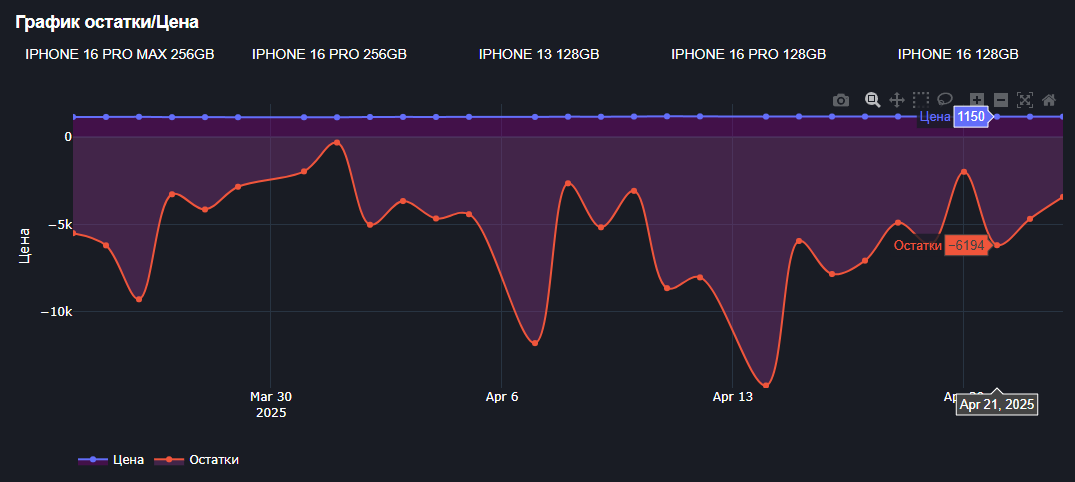 График остатки/Цена
IPHONE 16 PRO MAX 256GB IPHONE 16 PRO 256GB IPHONE 13 128GB IPHONE 16 PRO 128GB IPHONE 16 128GB
Цена 1150
0
−5k
Остатки −6194
−10k
Цена
Mar 30 Apr 6 Apr 13
2025
Apr 21, 2025
Цена Остатки